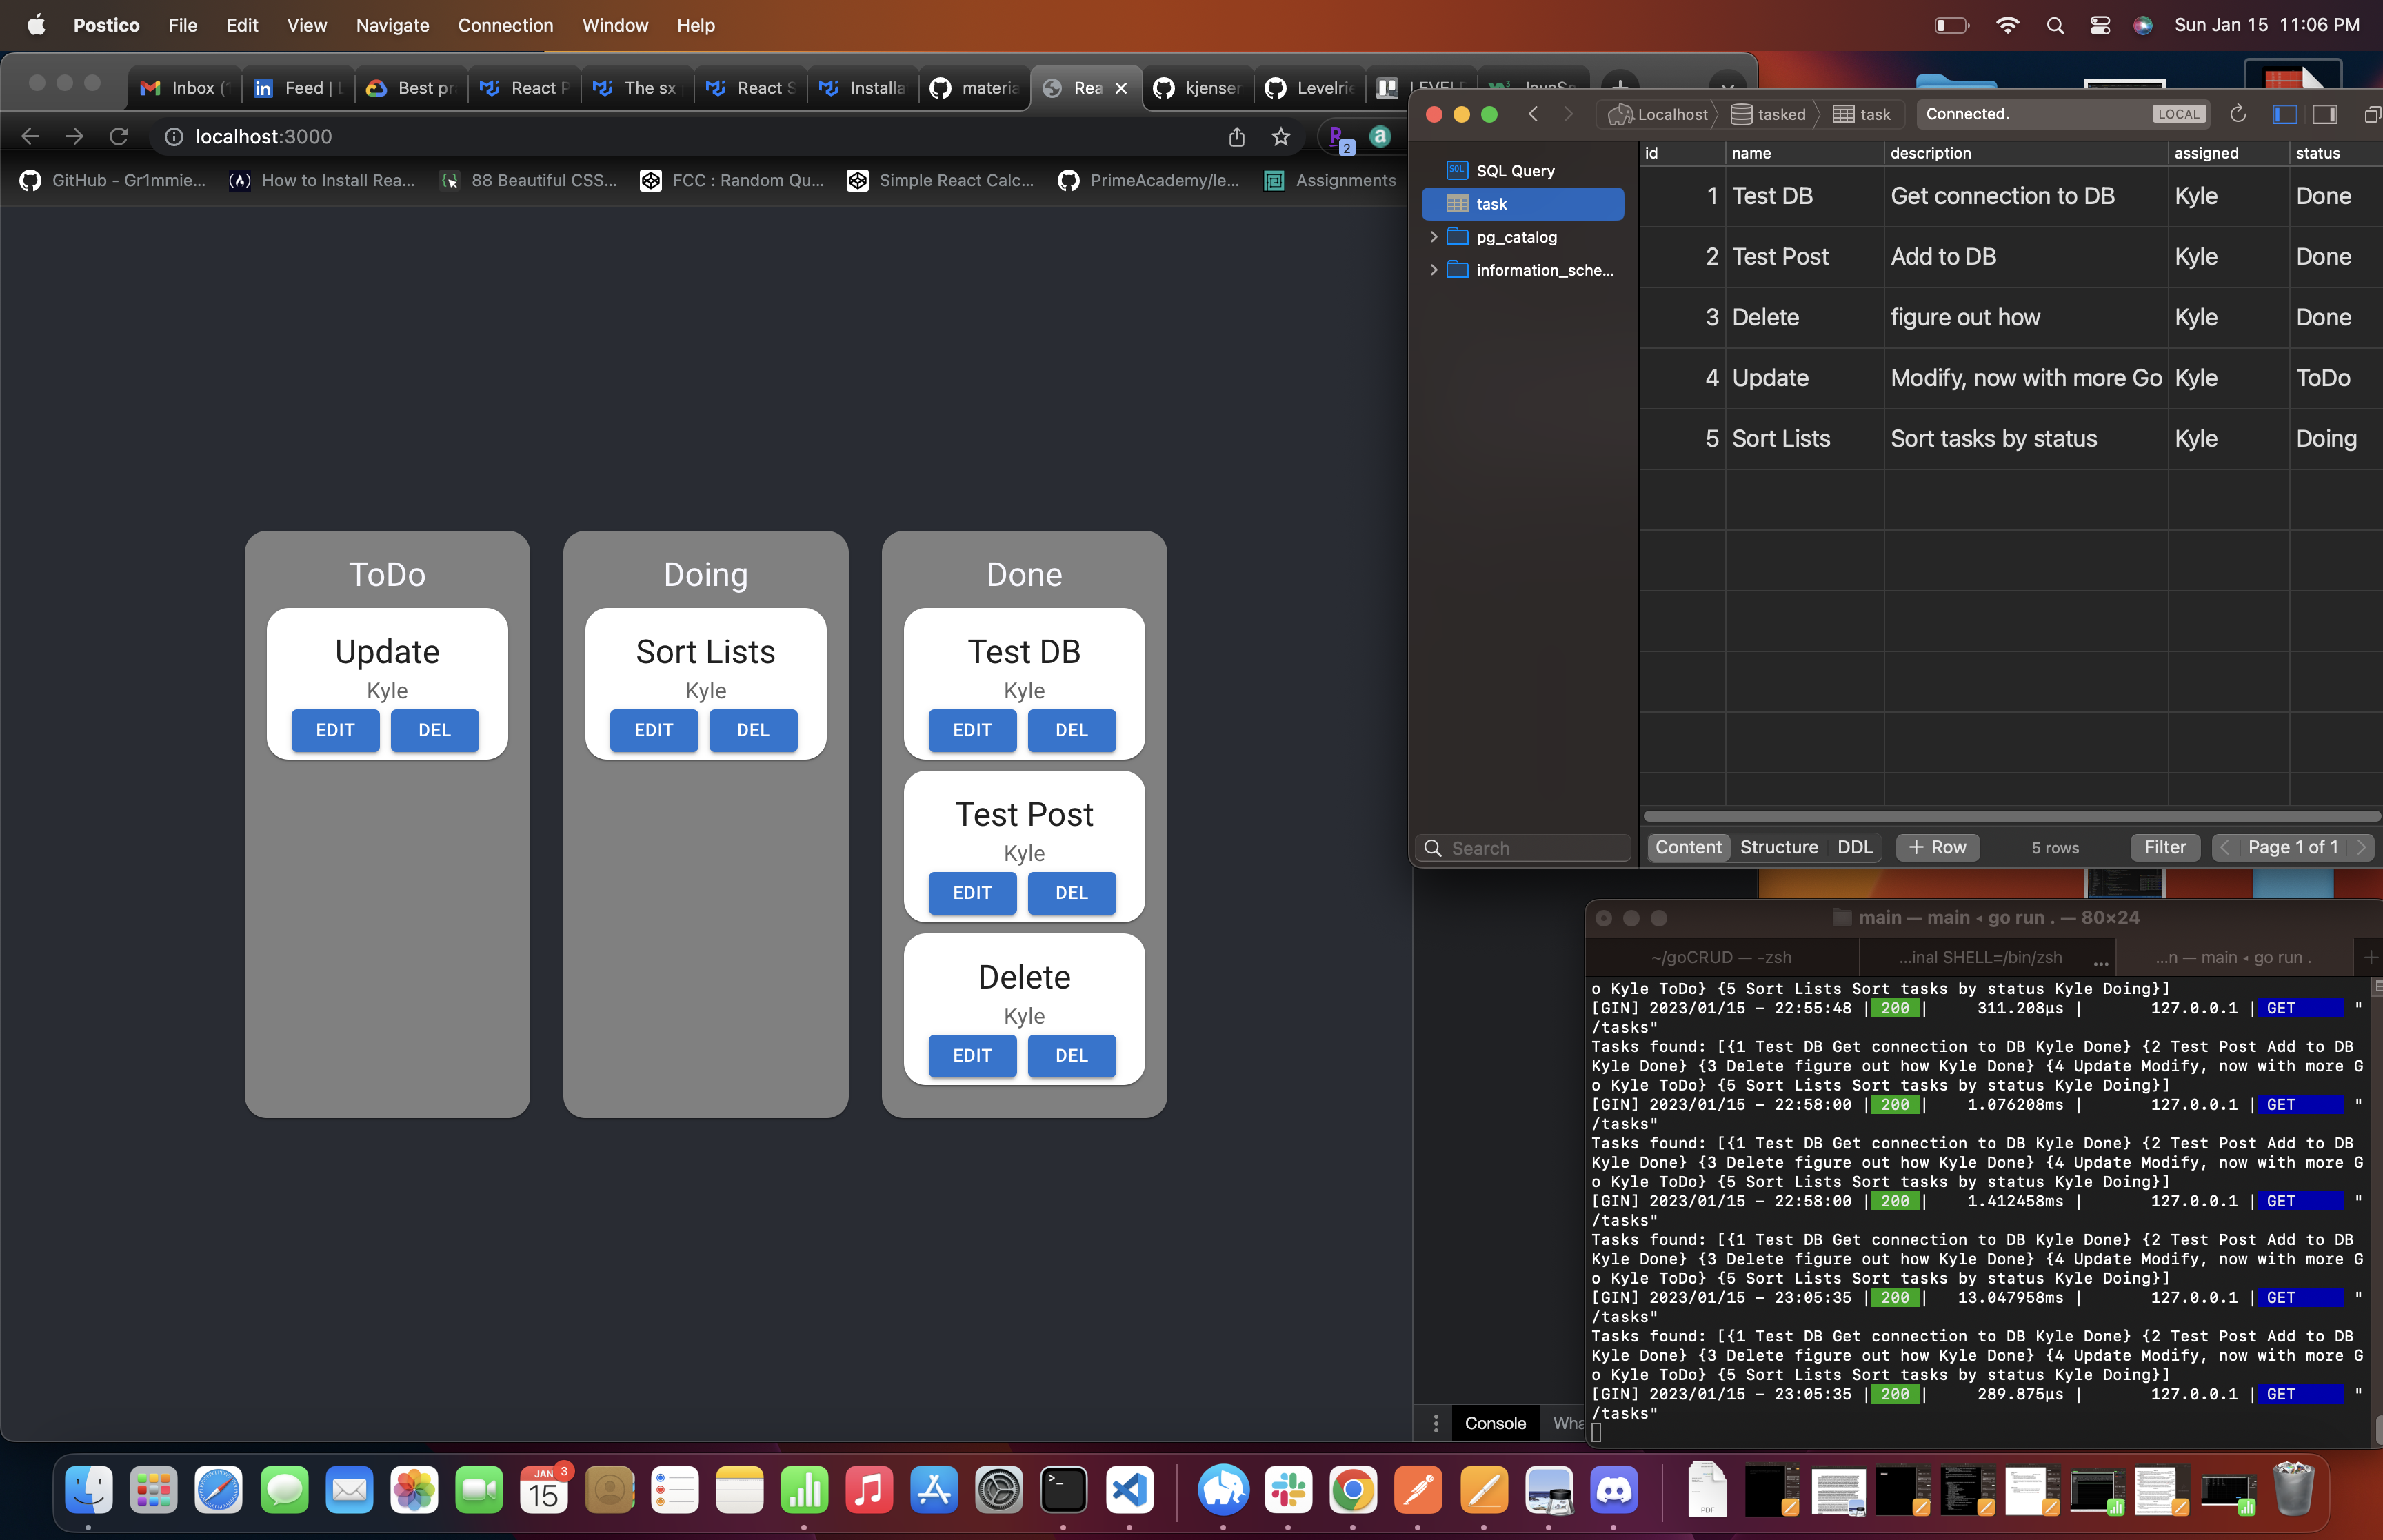 Postico File Edit View Navigate Connection Window Help
Sun Jan 15 11:06 PM
Inbox (1
Feed | L
Best pr
React P
The sx
React S
Installa
materia
Rea
kjenser
Levelrie
localhost:3000
2
GitHub - Gr1mmie...
How to Install Rea...
88 Beautiful CSS...
FCC : Random Qu...
Simple React Calc...
PrimeAcademy/le...
Assignments
ToDo
Update
Kyle
EDIT DEL
Doing
Sort Lists
Kyle
EDIT DEL
Done
Test DB
Kyle
EDIT DEL
Test Post
Kyle
EDIT DEL
Delete
Kyle
EDIT DEL
Localhost tasked task
Connected. LOCAL
SQL Query
task
pg_catalog
information_sche...
Search
id name description assigned status
1 Test DB Get connection to DB Kyle Done
2 Test Post Add to DB Kyle Done
3 Delete figure out how Kyle Done
4 Update Modify, now with more Go Kyle ToDo
5 Sort Lists Sort tasks by status Kyle Doing
Content Structure DDL + Row 5 rows Filter Page 1 of 1
main — main ◂ go run . — 80×24
~/goCRUD — -zsh
...inal SHELL=/bin/zsh ...
...n — main ◂ go run .
o Kyle ToDo} {5 Sort Lists Sort tasks by status Kyle Doing}]
[GIN] 2023/01/15 - 22:55:48 | 200 | 311.208µs | 127.0.0.1 | GET "
/tasks"
Tasks found: [{1 Test DB Get connection to DB Kyle Done} {2 Test Post Add to DB
Kyle Done} {3 Delete figure out how Kyle Done} {4 Update Modify, now with more G
o Kyle ToDo} {5 Sort Lists Sort tasks by status Kyle Doing}]
[GIN] 2023/01/15 - 22:58:00 | 200 | 1.076208ms | 127.0.0.1 | GET "
/tasks"
Tasks found: [{1 Test DB Get connection to DB Kyle Done} {2 Test Post Add to DB
Kyle Done} {3 Delete figure out how Kyle Done} {4 Update Modify, now with more G
o Kyle ToDo} {5 Sort Lists Sort tasks by status Kyle Doing}]
[GIN] 2023/01/15 - 22:58:00 | 200 | 1.412458ms | 127.0.0.1 | GET "
/tasks"
Tasks found: [{1 Test DB Get connection to DB Kyle Done} {2 Test Post Add to DB
Kyle Done} {3 Delete figure out how Kyle Done} {4 Update Modify, now with more G
o Kyle ToDo} {5 Sort Lists Sort tasks by status Kyle Doing}]
[GIN] 2023/01/15 - 23:05:35 | 200 | 13.047958ms | 127.0.0.1 | GET "
/tasks"
Tasks found: [{1 Test DB Get connection to DB Kyle Done} {2 Test Post Add to DB
Kyle Done} {3 Delete figure out how Kyle Done} {4 Update Modify, now with more G
o Kyle ToDo} {5 Sort Lists Sort tasks by status Kyle Doing}]
[GIN] 2023/01/15 - 23:05:35 | 200 | 289.875µs | 127.0.0.1 | GET "
/tasks"
Console Wha
JAN
15
3
PDF